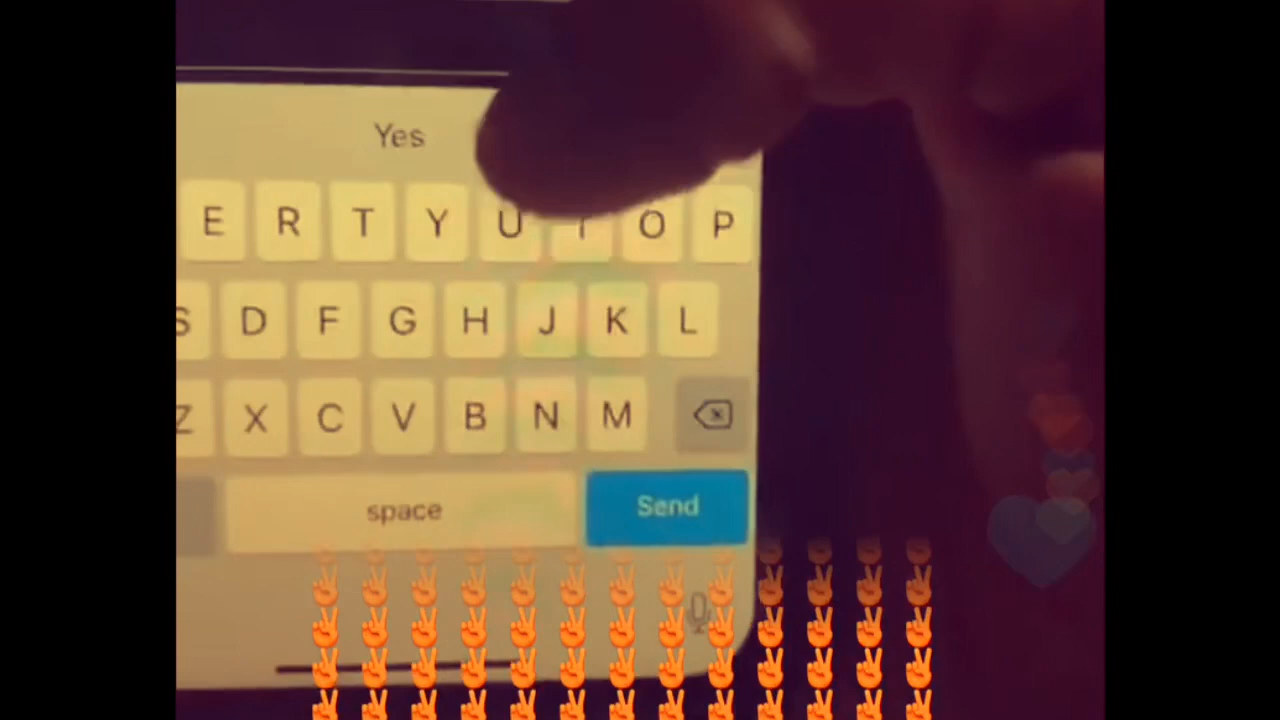 Yes
E R T Y U I O P
S D F G H J K L
Z X C V B N M
space Send